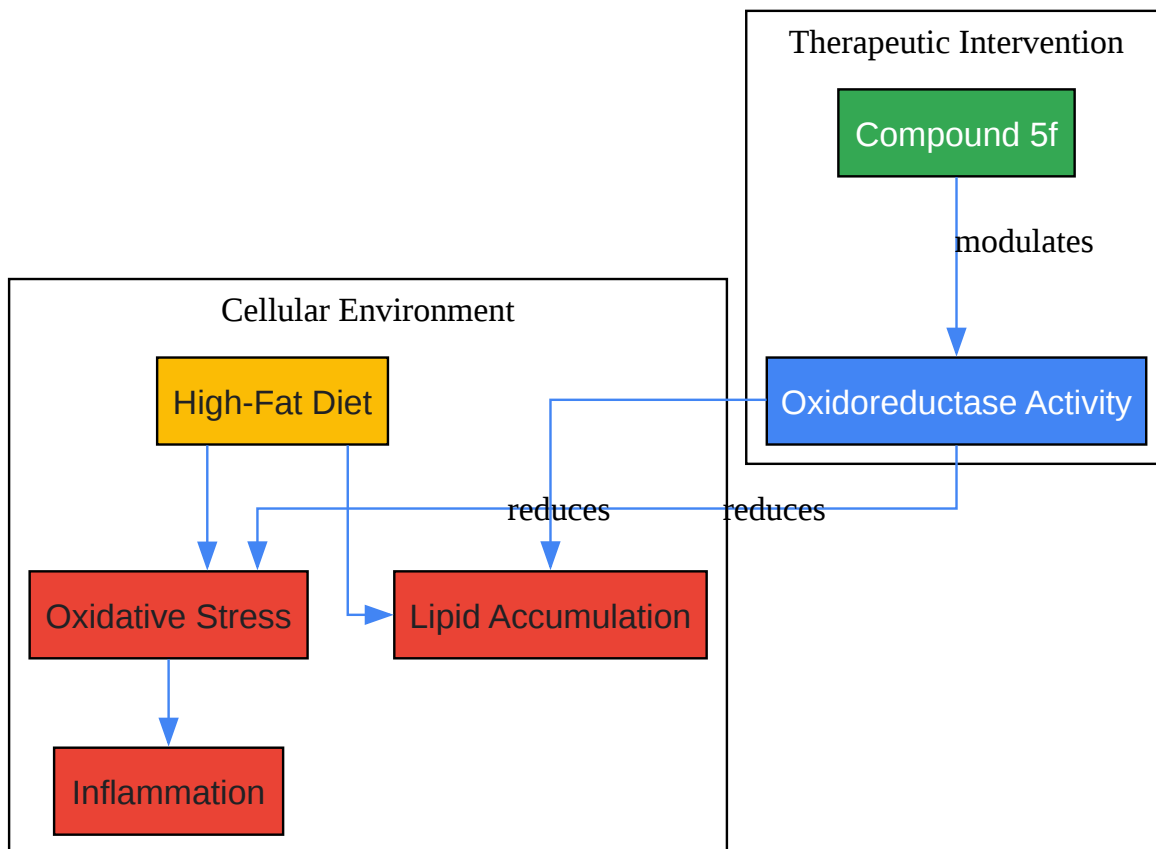 Therapeutic Intervention
Compound 5f
modulates
Cellular Environment
High-Fat Diet
Oxidoreductase Activity
reduces
reduces
Oxidative Stress
Lipid Accumulation
Inflammation